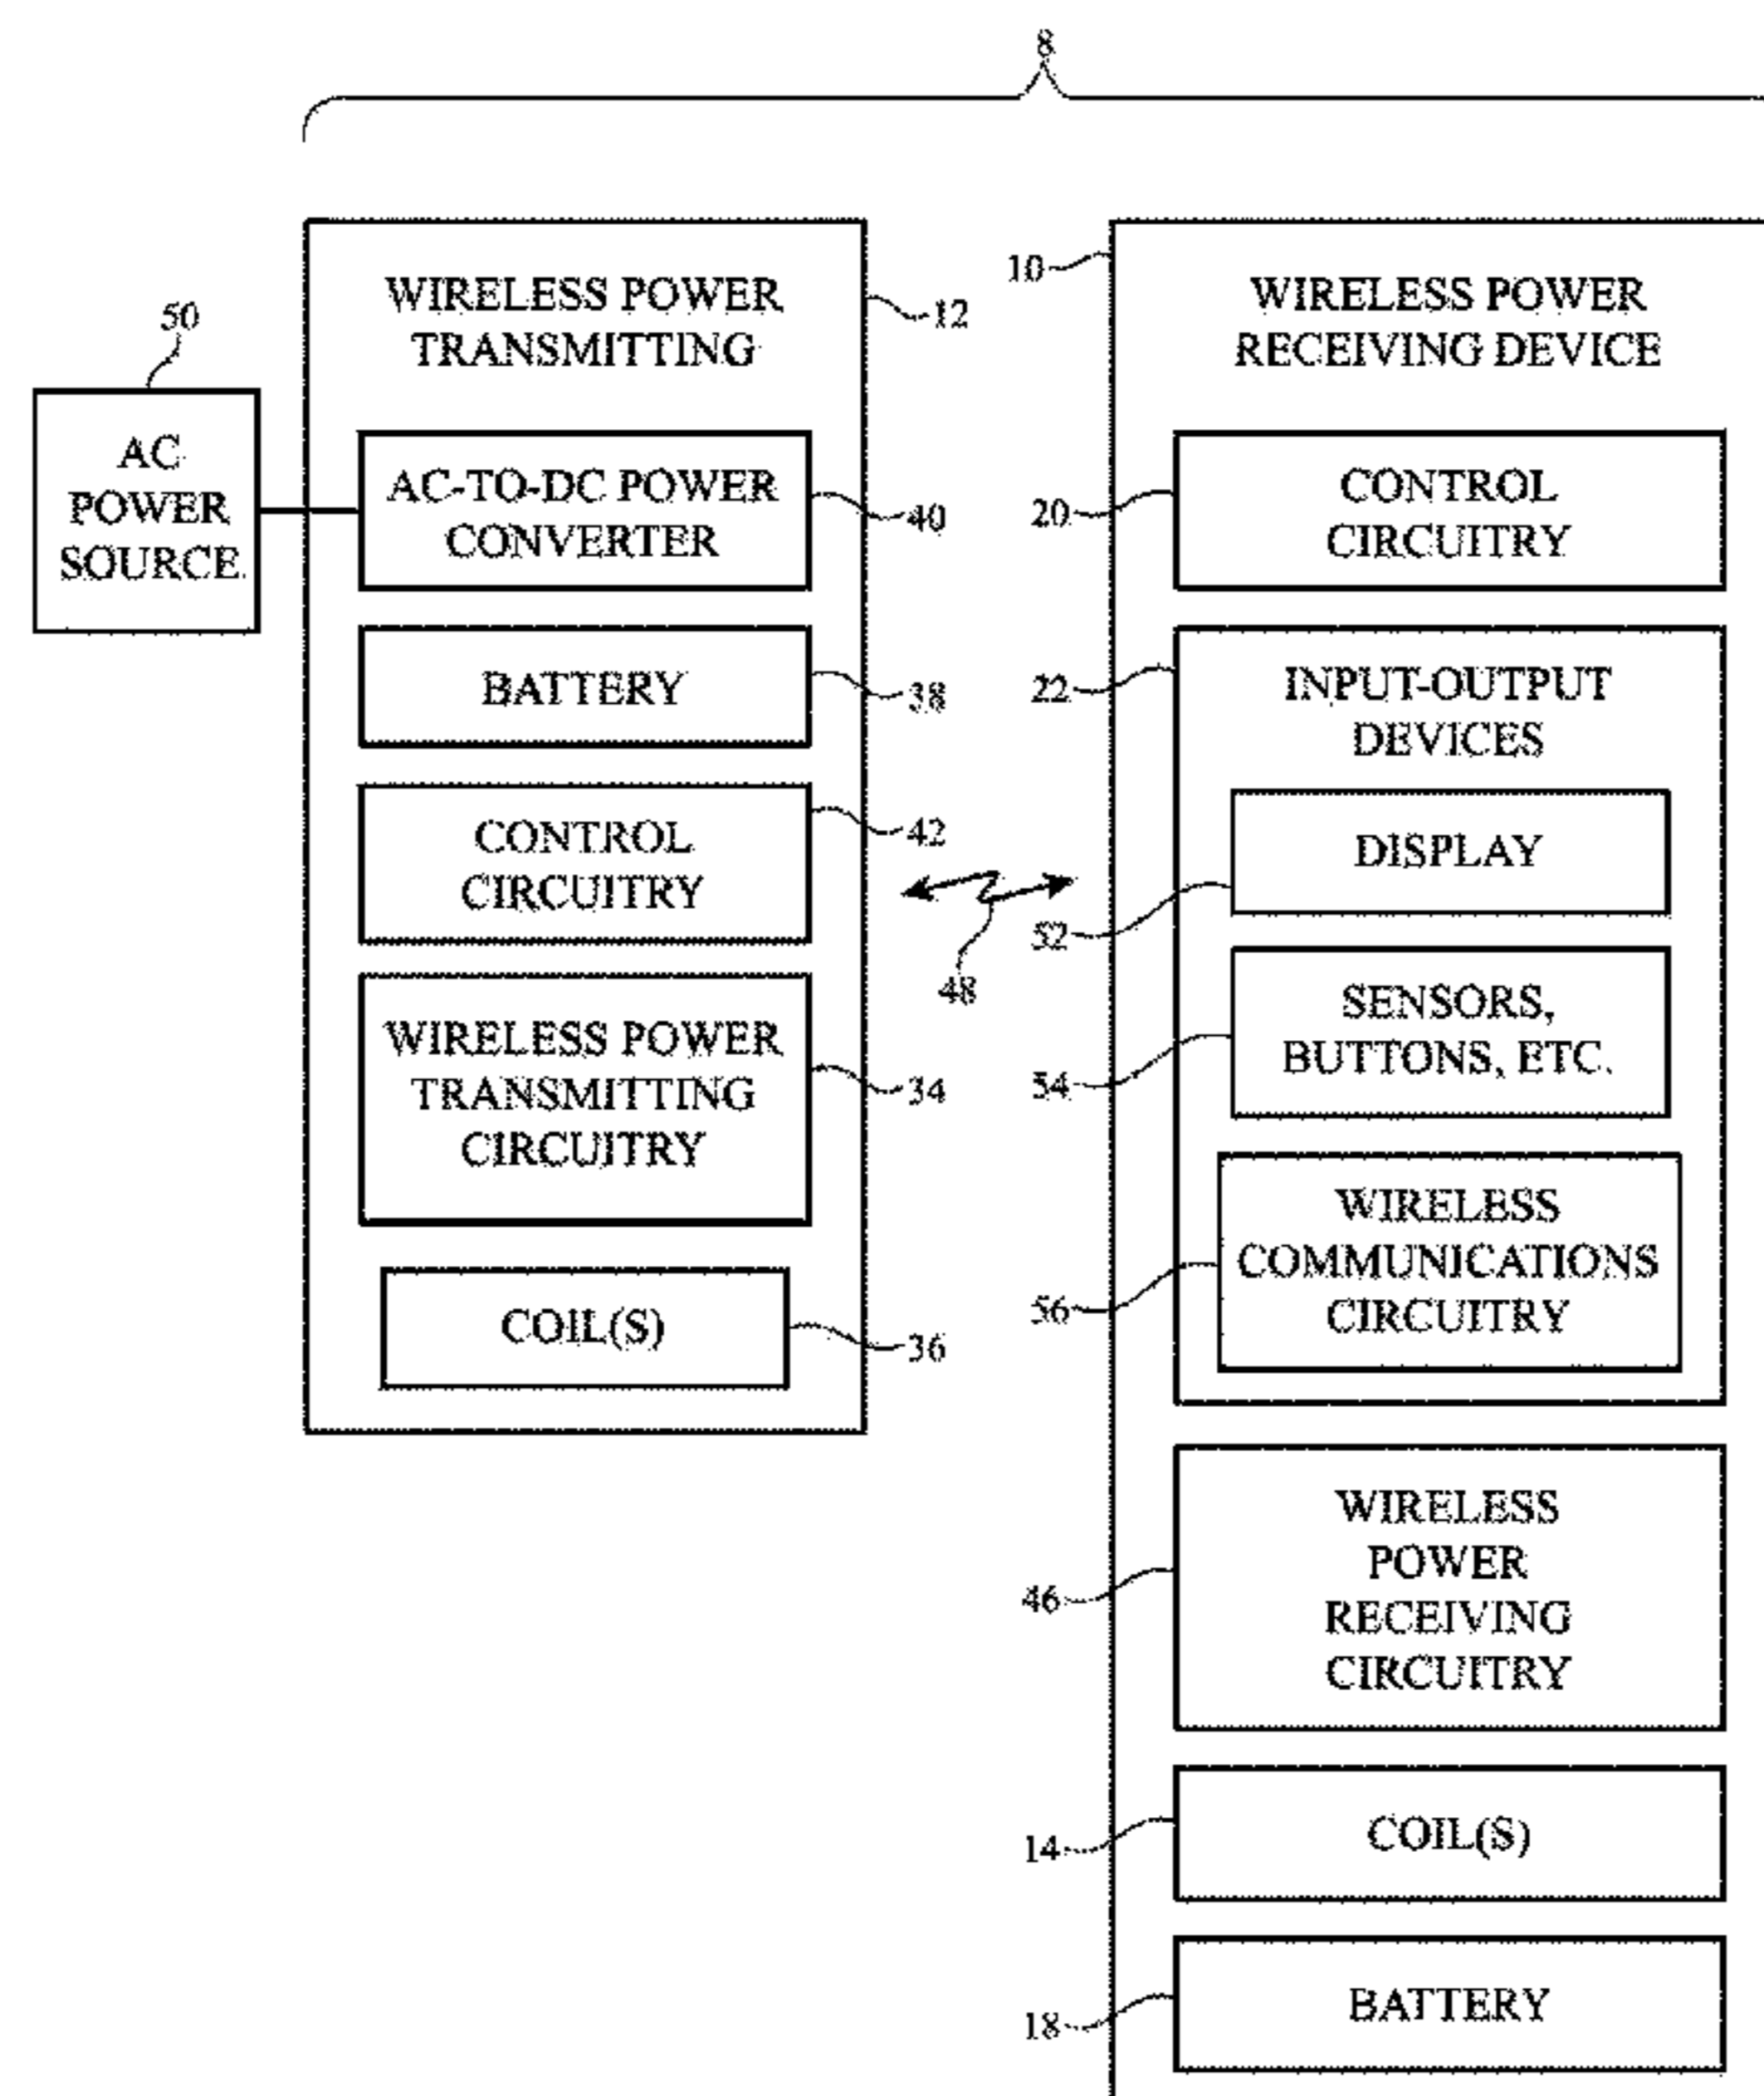 8
50
AC
POWER
SOURCE
WIRELESS POWER
TRANSMITTING
12
AC-TO-DC POWER
CONVERTER
40
BATTERY
38
CONTROL
CIRCUITRY
42
WIRELESS POWER
TRANSMITTING
CIRCUITRY
34
COIL(S)
36
48
10
WIRELESS POWER
RECEIVING DEVICE
20
CONTROL
CIRCUITRY
22
INPUT-OUTPUT
DEVICES
DISPLAY
52
SENSORS,
BUTTONS, ETC.
54
WIRELESS
COMMUNICATIONS
CIRCUITRY
56
WIRELESS
POWER
RECEIVING
CIRCUITRY
46
COIL(S)
14
BATTERY
18